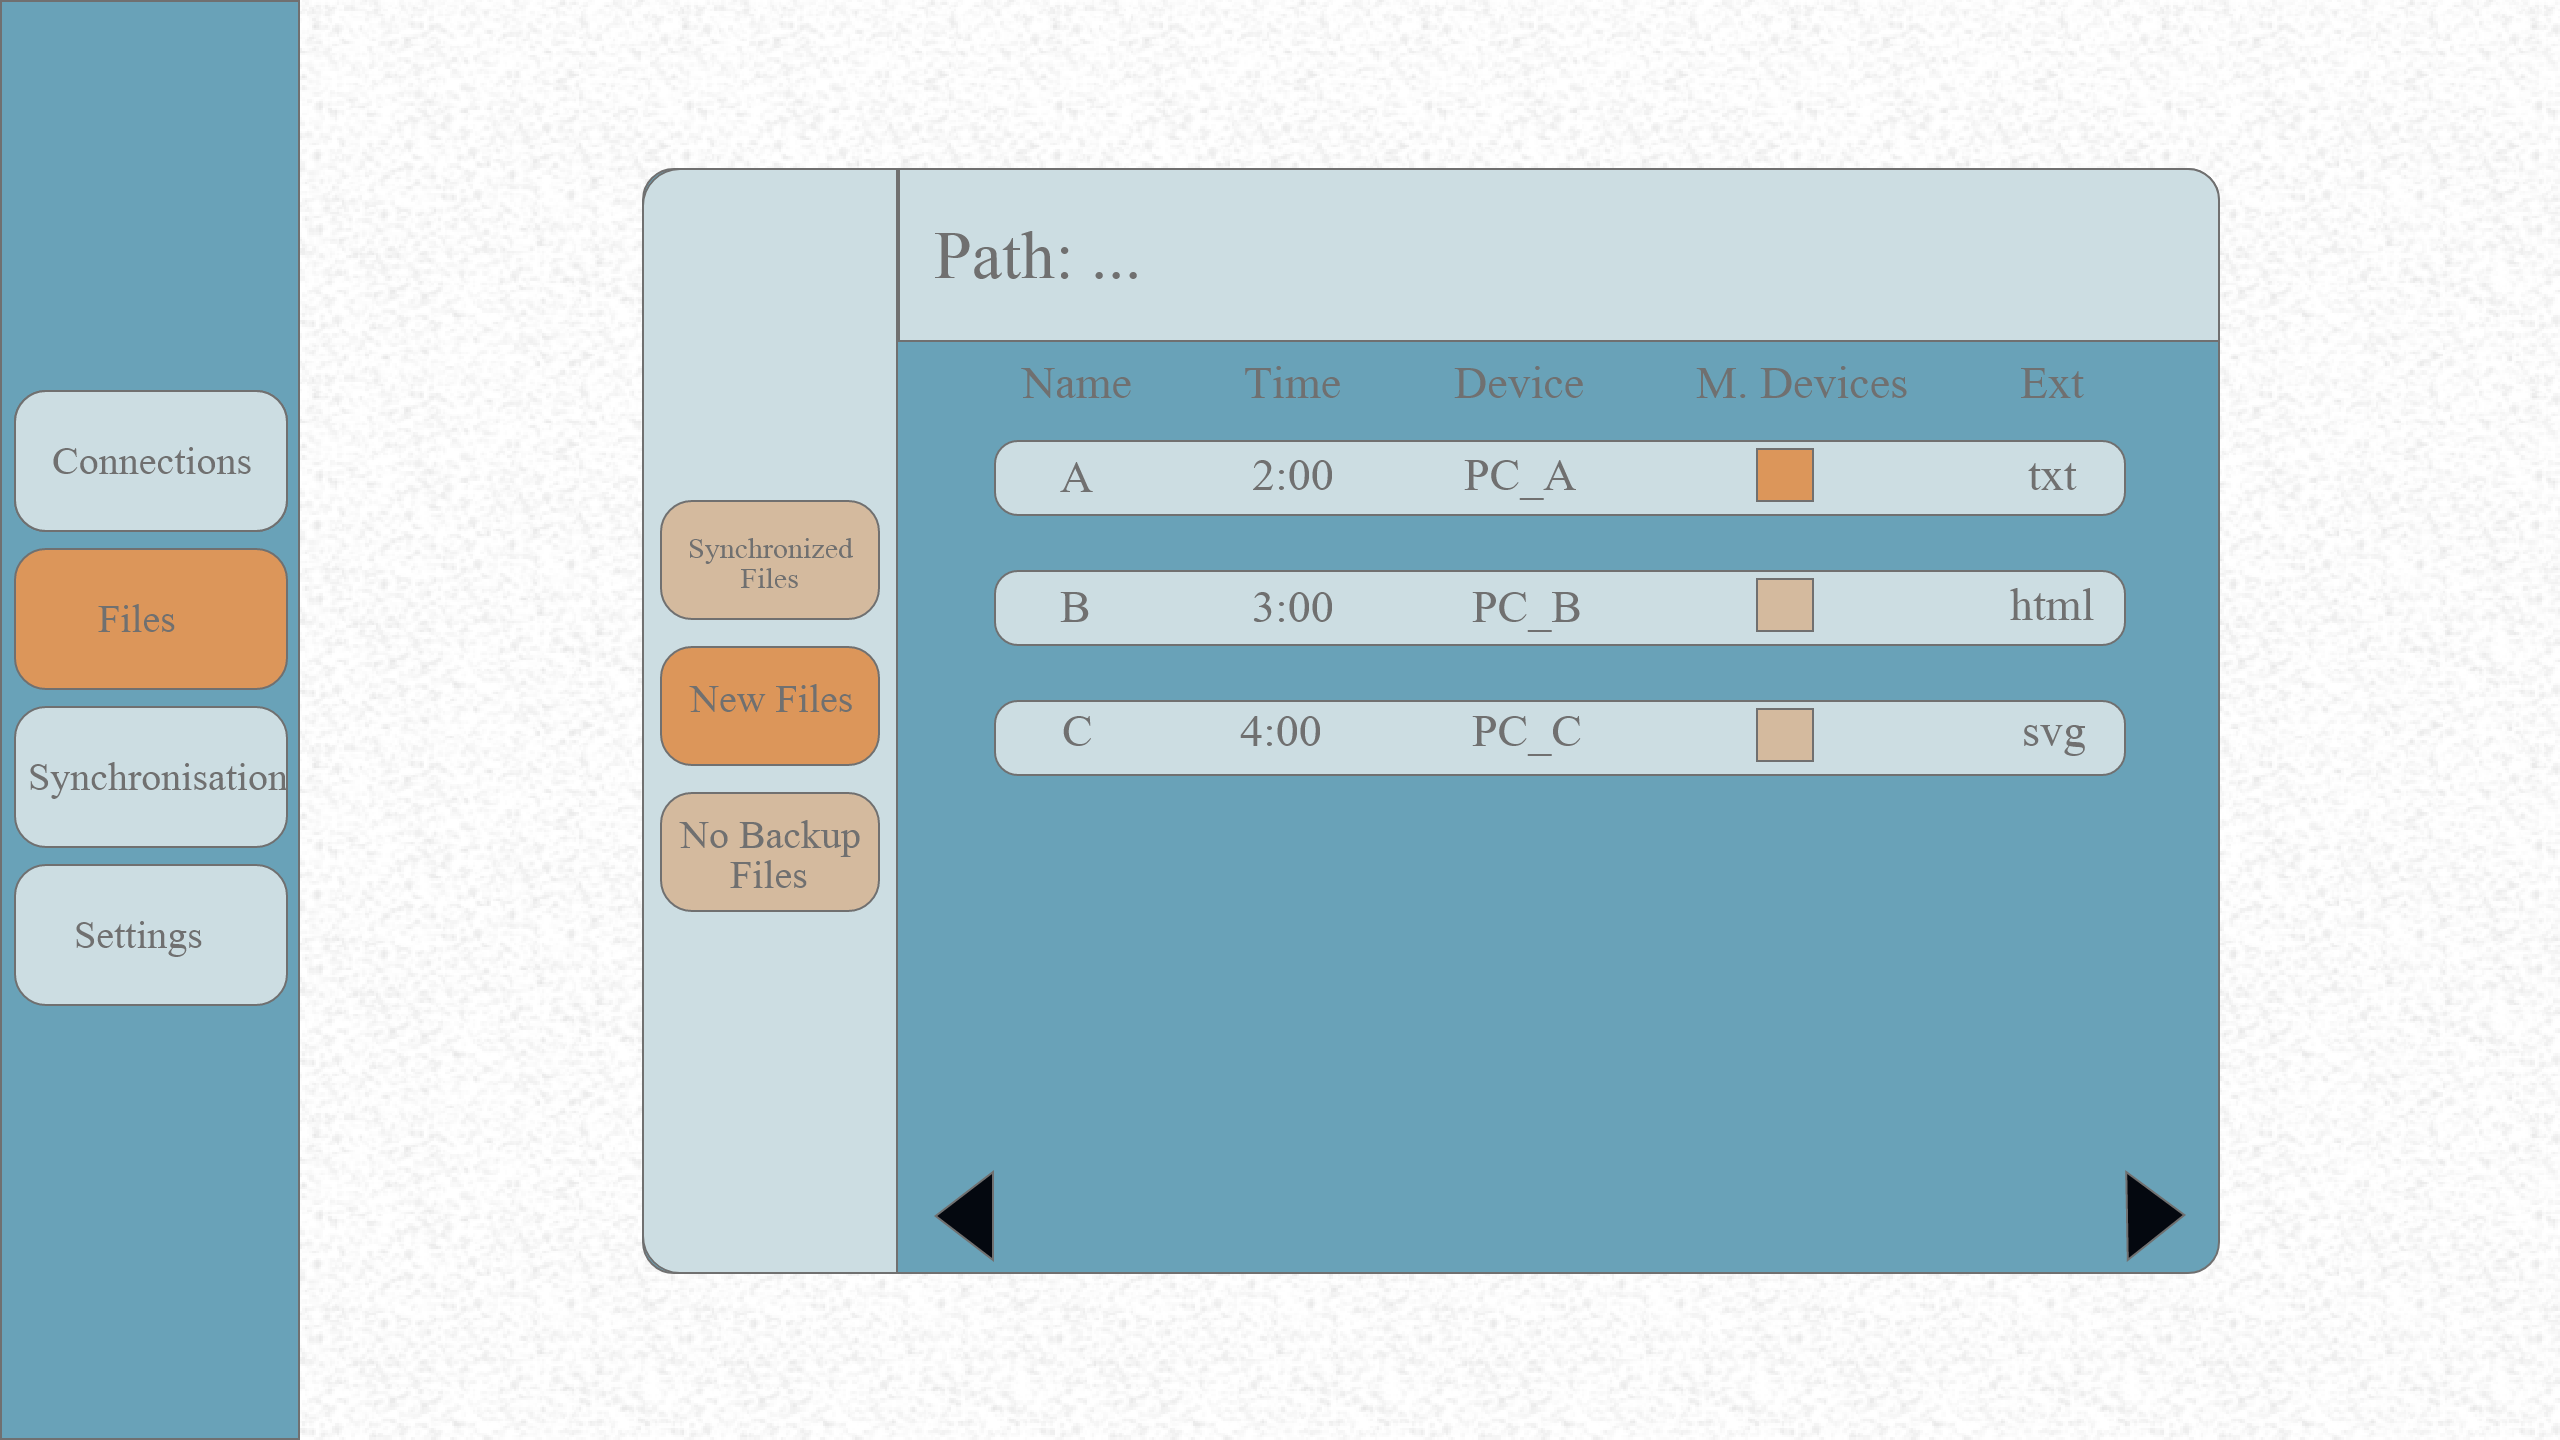 Connections
Files
Synchronisation
Settings
Synchronized
Files
New Files
No Backup
Files
Path: ...
Name Time Device M. Devices Ext
A 2:00 PC_A txt
B 3:00 PC_B html
C 4:00 PC_C svg